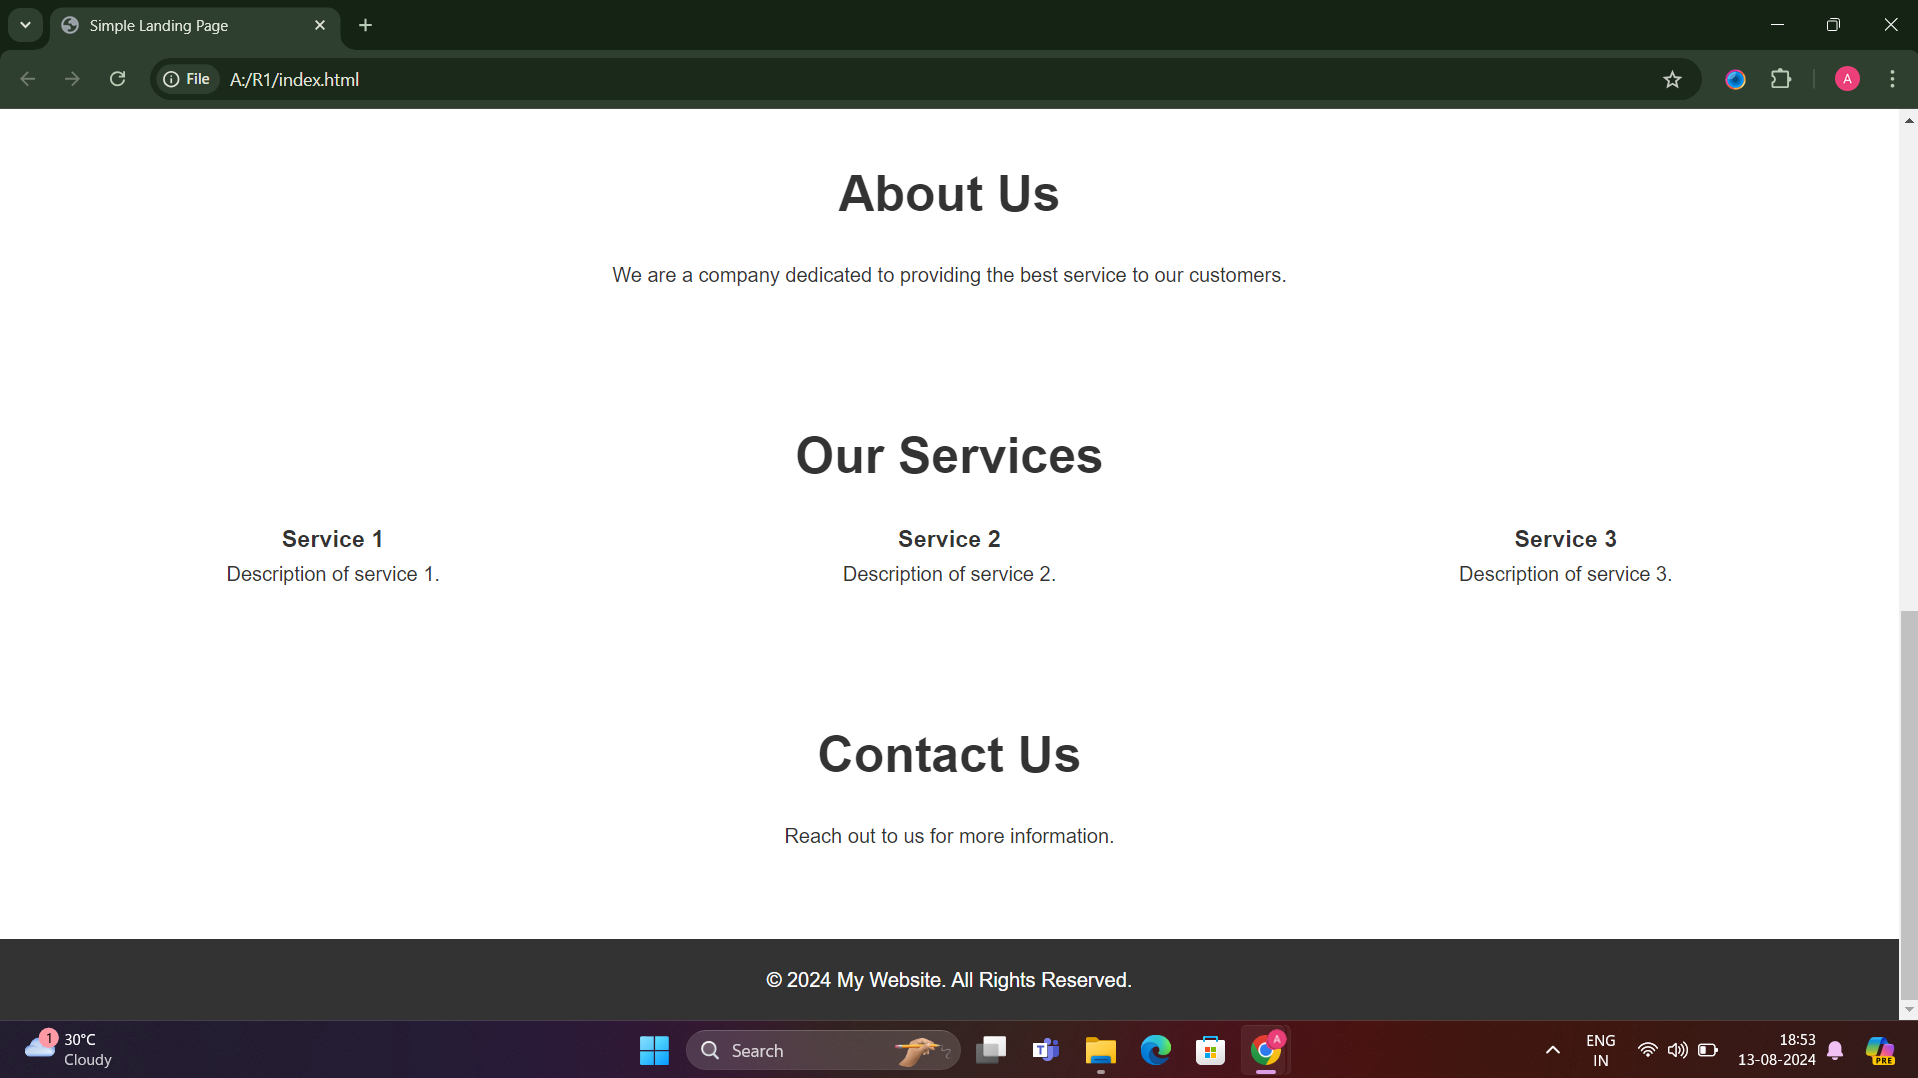 Simple Landing Page
File A:/R1/index.html
A
About Us
We are a company dedicated to providing the best service to our customers.
Our Services
Service 1 Service 2 Service 3
Description of service 1. Description of service 2. Description of service 3.
Contact Us
Reach out to us for more information.
© 2024 My Website. All Rights Reserved.
1 30°C
Cloudy
Search
T
A
ENG
IN
18:53
13-08-2024
PRE